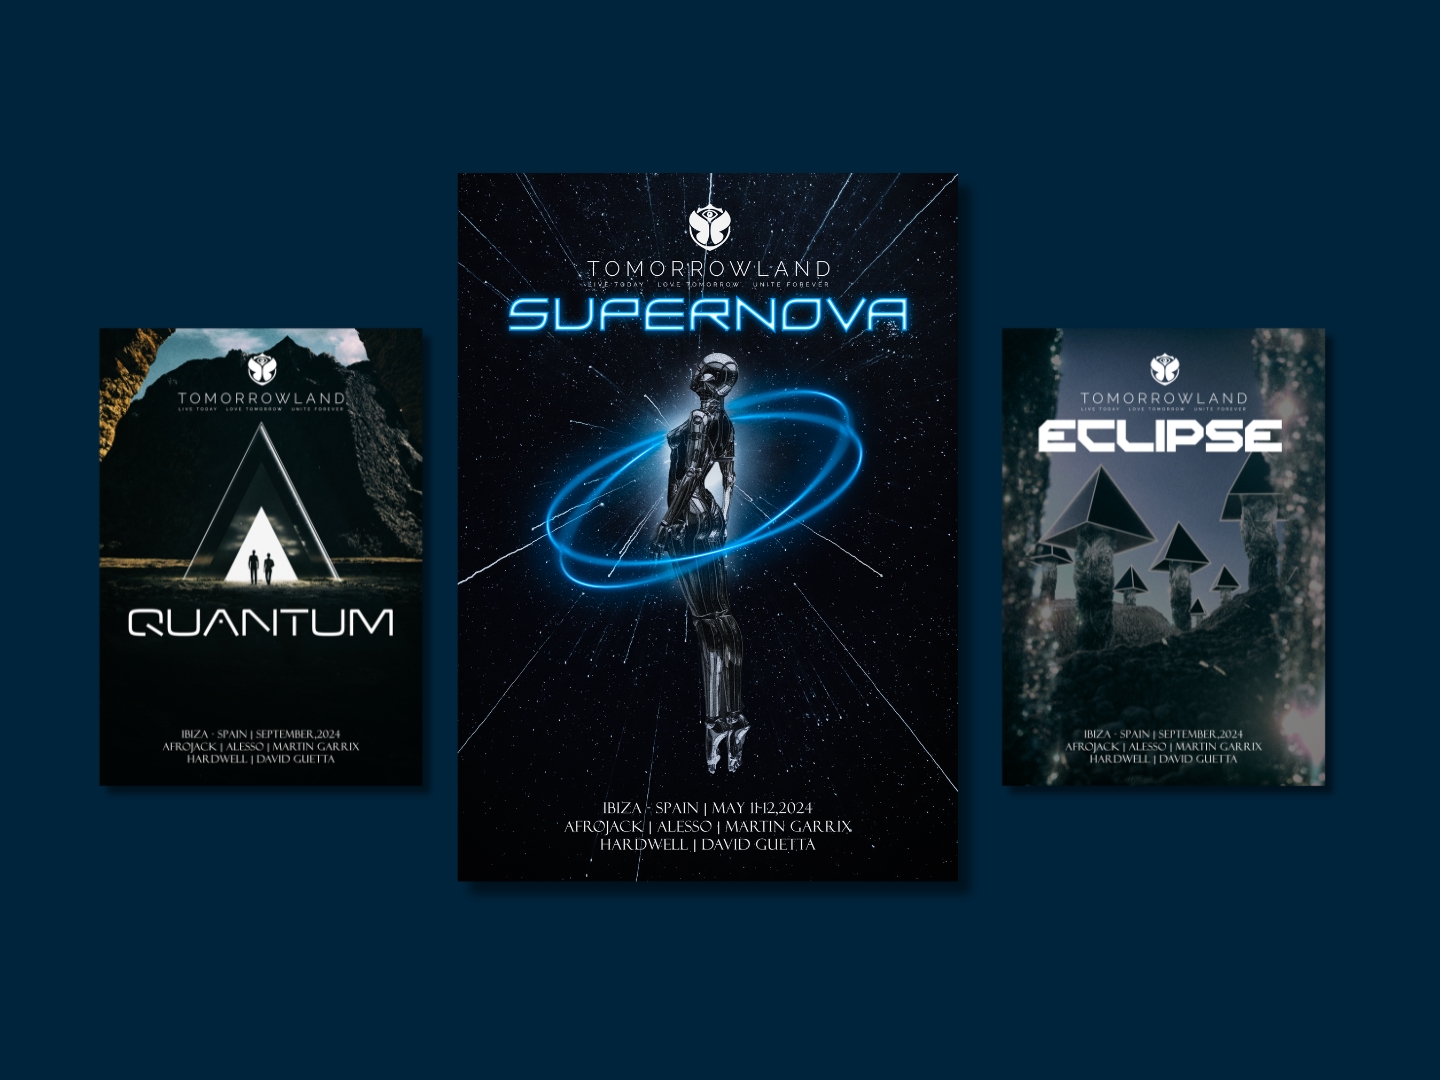 TOMORROWLAND
LIVE TODAY LOVE TOMORROW UNITE FOREVER
QUANTUM
IBIZA - SPAIN | SEPTEMBER,2024
AFROJACK | ALESSO | MARTIN GARRIX
HARDWELL | DAVID GUETTA
TOMORROWLAND
LIVE TODAY LOVE TOMORROW UNITE FOREVER
SUPERNOVA
IBIZA - SPAIN | MAY 11-12,2024
AFROJACK | ALESSO | MARTIN GARRIX
HARDWELL | DAVID GUETTA
TOMORROWLAND
LIVE TODAY LOVE TOMORROW UNITE FOREVER
ECLIPSE
IBIZA - SPAIN | SEPTEMBER,2024
AFROJACK | ALESSO | MARTIN GARRIX
HARDWELL | DAVID GUETTA